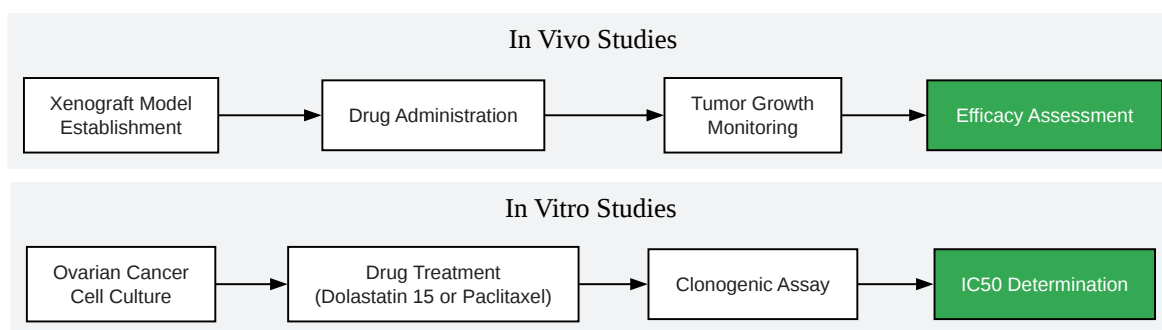 In Vivo Studies
Xenograft Model
Establishment
Drug Administration
Tumor Growth
Monitoring
Efficacy Assessment
In Vitro Studies
Ovarian Cancer
Cell Culture
Drug Treatment
(Dolastatin 15 or Paclitaxel)
Clonogenic Assay
IC50 Determination